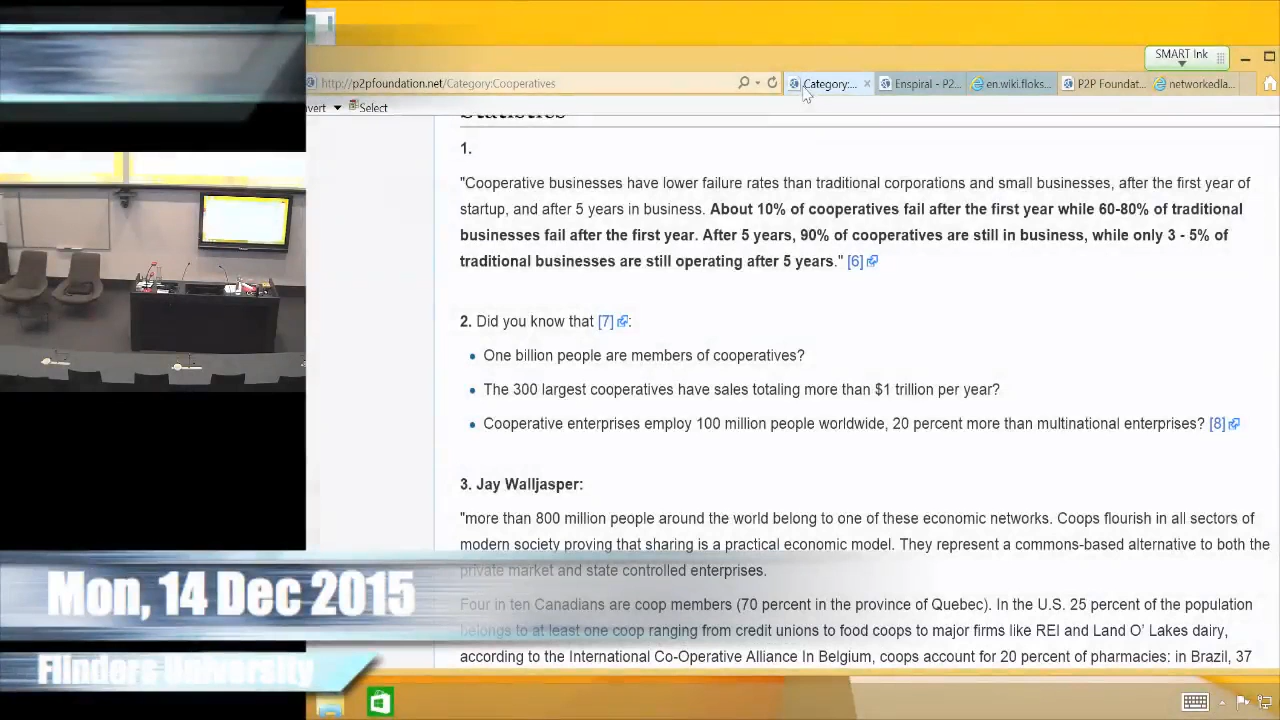 SMART Ink
http://p2pfoundation.net/Category:Cooperatives
Category:...
Enspiral - P2...
en.wiki.floks...
P2P Foundat...
networkedla...
vert
Select
Statistics
1.
"Cooperative businesses have lower failure rates than traditional corporations and small businesses, after the first year of
startup, and after 5 years in business. About 10% of cooperatives fail after the first year while 60-80% of traditional
businesses fail after the first year. After 5 years, 90% of cooperatives are still in business, while only 3 - 5% of
traditional businesses are still operating after 5 years." [6]
2. Did you know that [7]:
One billion people are members of cooperatives?
The 300 largest cooperatives have sales totaling more than $1 trillion per year?
Cooperative enterprises employ 100 million people worldwide, 20 percent more than multinational enterprises? [8]
3. Jay Walljasper:
"more than 800 million people around the world belong to one of these economic networks. Coops flourish in all sectors of
modern society proving that sharing is a practical economic model. They represent a commons-based alternative to both the
private market and state controlled enterprises.
Four in ten Canadians are coop members (70 percent in the province of Quebec). In the U.S. 25 percent of the population
belongs to at least one coop ranging from credit unions to food coops to major firms like REI and Land O' Lakes dairy,
according to the International Co-Operative Alliance In Belgium, coops account for 20 percent of pharmacies: in Brazil, 37
Mon, 14 Dec 2015
Flinders University